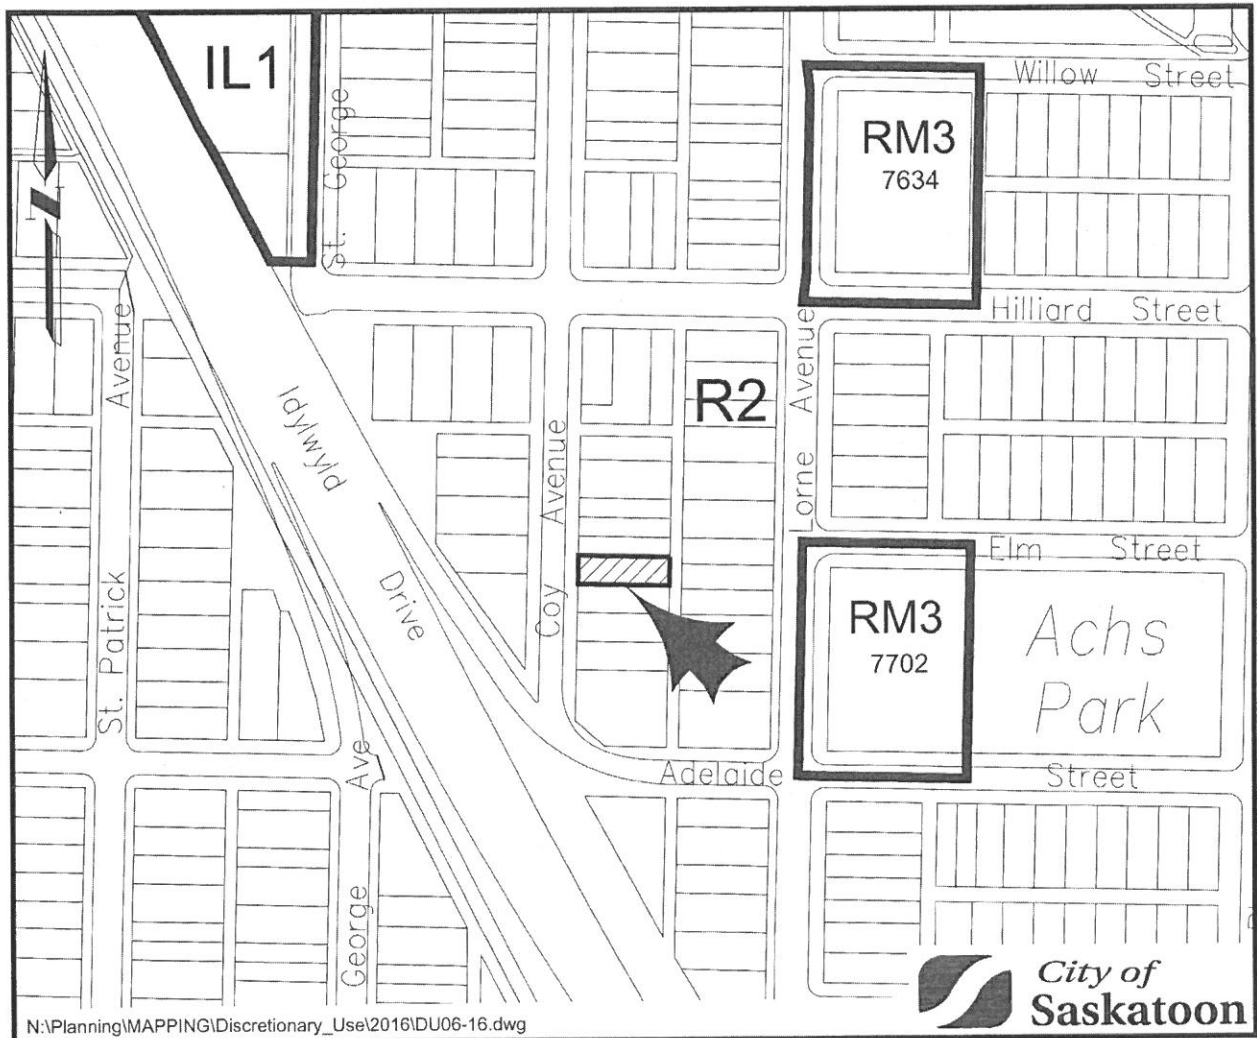 IL1
St. George
Willow Street
RM3
7634
Hilliard Street
Avenue
Idylwyld
Drive
Coy Avenue
R2
Lorne Avenue
Elm Street
RM3
7702
Achs
Park
St. Patrick
Adelaide Street
Ave
George
N:\Planning\MAPPING\Discretionary_Use\2016\DU06-16.dwg
City of
Saskatoon